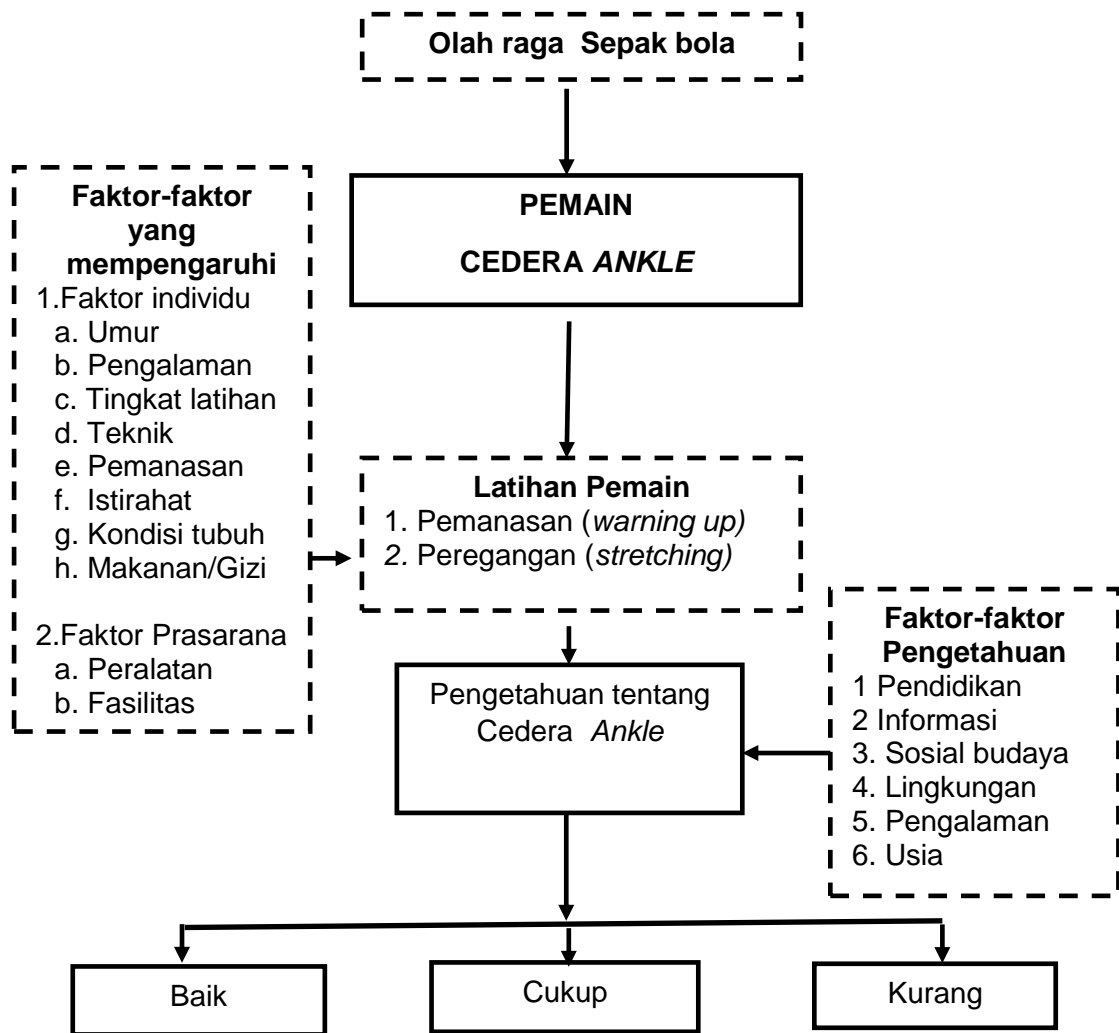 Olah raga Sepak bola
PEMAIN
CEDERA ANKLE
Faktor-faktor
yang
mempengaruhi
1.Faktor individu
a. Umur
b. Pengalaman
c. Tingkat latihan
d. Teknik
e. Pemanasan
f. Istirahat
g. Kondisi tubuh
h. Makanan/Gizi
2.Faktor Prasarana
a. Peralatan
b. Fasilitas
Latihan Pemain
1. Pemanasan (warning up)
2. Peregangan (stretching)
Pengetahuan tentang
Cedera Ankle
Faktor-faktor
Pengetahuan
1 Pendidikan
2 Informasi
3. Sosial budaya
4. Lingkungan
5. Pengalaman
6. Usia
Baik
Cukup
Kurang